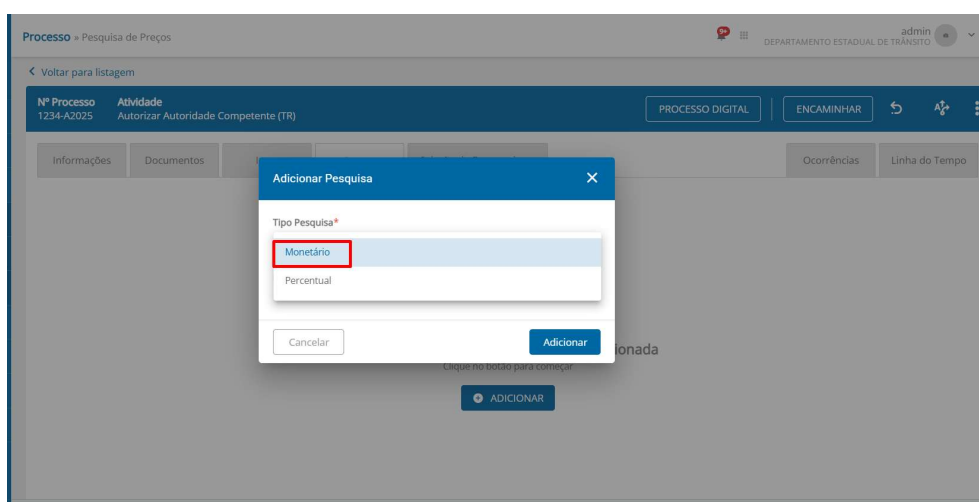 Processo » Pesquisa de Preços
9+
admin
DEPARTAMENTO ESTADUAL DE TRÂNSITO
Voltar para listagem
Nº Processo Atividade
1234-A2025 Autorizar Autoridade Competente (TR)
PROCESSO DIGITAL ENCAMINHAR
Informações Documentos Ocorrências Linha do Tempo
Adicionar Pesquisa
Tipo Pesquisa*
Monetário
Percentual
Cancelar Adicionar
ionada
Clique no botão para começar
ADICIONAR